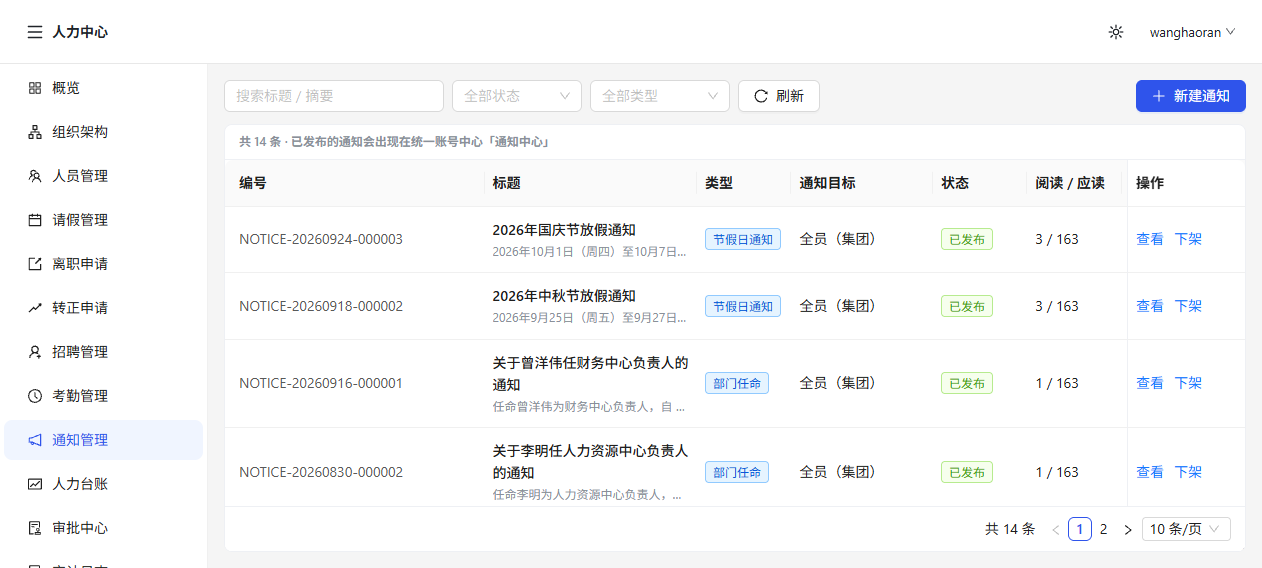 人力中心
wanghaoran
概览
组织架构
人员管理
请假管理
离职申请
转正申请
招聘管理
考勤管理
通知管理
人力台账
审批中心
搜索标题 / 摘要
全部状态
全部类型
刷新
新建通知
共 14 条 · 已发布的通知会出现在统一账号中心「通知中心」
编号 标题 类型 通知目标 状态 阅读 / 应读 操作
NOTICE-20260924-000003
2026年国庆节放假通知
2026年10月1日（周四）至10月7日...
节假日通知 全员（集团） 已发布 3 / 163 查看 下架
NOTICE-20260918-000002
2026年中秋节放假通知
2026年9月25日（周五）至9月27日...
节假日通知 全员（集团） 已发布 3 / 163 查看 下架
NOTICE-20260916-000001
关于曾洋伟任财务中心负责人的
通知
任命曾洋伟为财务中心负责人，自 ...
部门任命 全员（集团） 已发布 1 / 163 查看 下架
NOTICE-20260830-000002
关于李明任人力资源中心负责人
的通知
任命李明为人力资源中心负责人，...
部门任命 全员（集团） 已发布 1 / 163 查看 下架
共 14 条 1 2 10 条/页